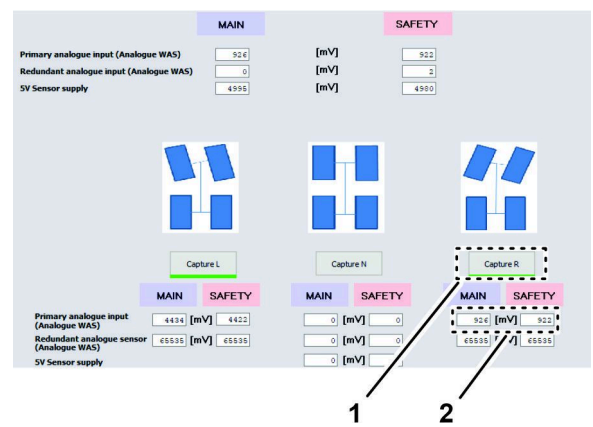 MAIN SAFETY
Primary analogue input (Analogue WAS) 926 [mV] 922
Redundant analogue input (Analogue WAS) 0 [mV] 2
5V Sensor supply 4995 4980
Capture L Capture N Capture R
MAIN SAFETY MAIN SAFETY MAIN SAFETY
Primary analogue input (Analogue WAS) 4434 [mV] 4422 0 [mV] 0 926 [mV] 922
Redundant analogue sensor (Analogue WAS) 65535 [mV] 65535 0 [mV] 0 65535 [mV] 65535
5V Sensor supply 0 [mV] 0
1 2